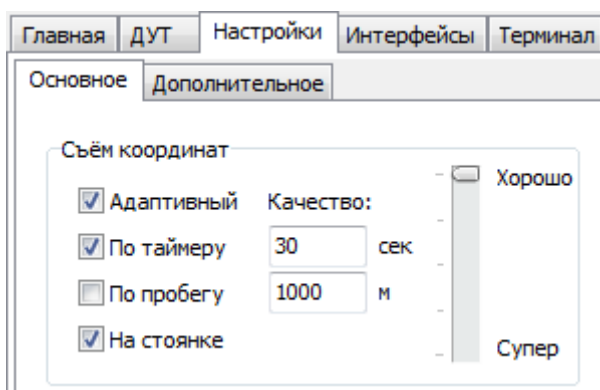 Главная ДУТ Настройки Интерфейсы Терминал
Основное Дополнительное
Съём координат
Адаптивный Качество: Хорошо
По таймеру 30 сек
По пробегу 1000 м
На стоянке Супер